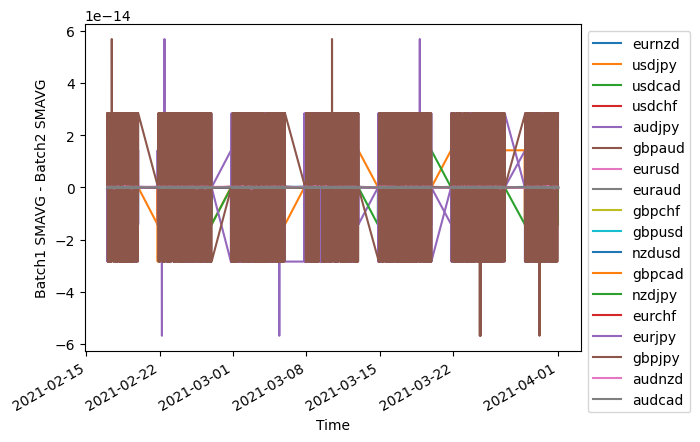 1e−14
6
4
2
0
−2
−4
−6
Batch1 SMAVG - Batch2 SMAVG
2021-02-15
2021-02-22
2021-03-01
2021-03-08
2021-03-15
2021-03-22
2021-04-01
Time
eurnzd
usdjpy
usdcad
usdchf
audjpy
gbpaud
eurusd
euraud
gbpchf
gbpusd
nzdusd
gbpcad
nzdjpy
eurchf
eurjpy
gbpjpy
audnzd
audcad